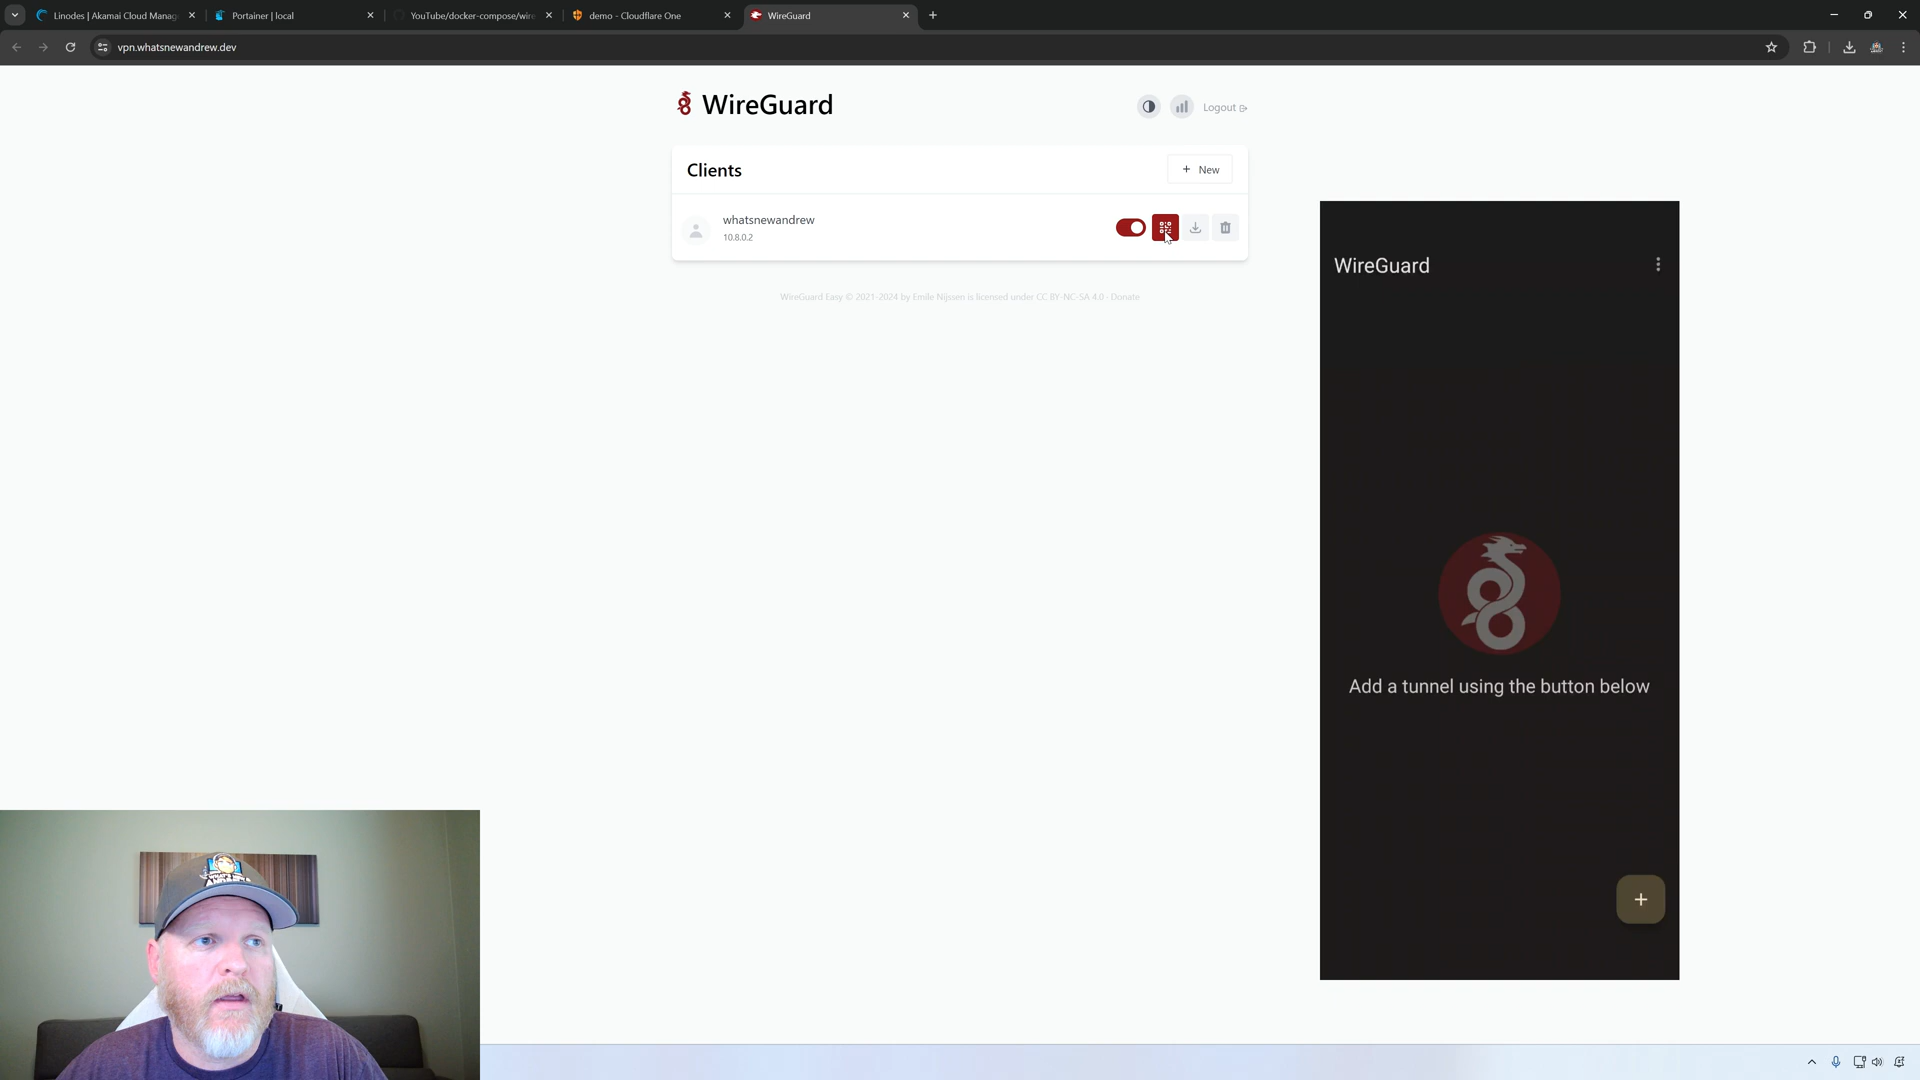 Linodes | Akamai Cloud Manag
Portainer | local
YouTube/docker-compose/wire
demo - Cloudflare One
WireGuard
vpn.whatsnewandrew.dev
WireGuard
Logout
Clients
+ New
whatsnewandrew
10.8.0.2
WireGuard Easy © 2021-2024 by Emile Nijssen is licensed under CC BY-NC-SA 4.0 · Donate
WireGuard
Add a tunnel using the button below
+